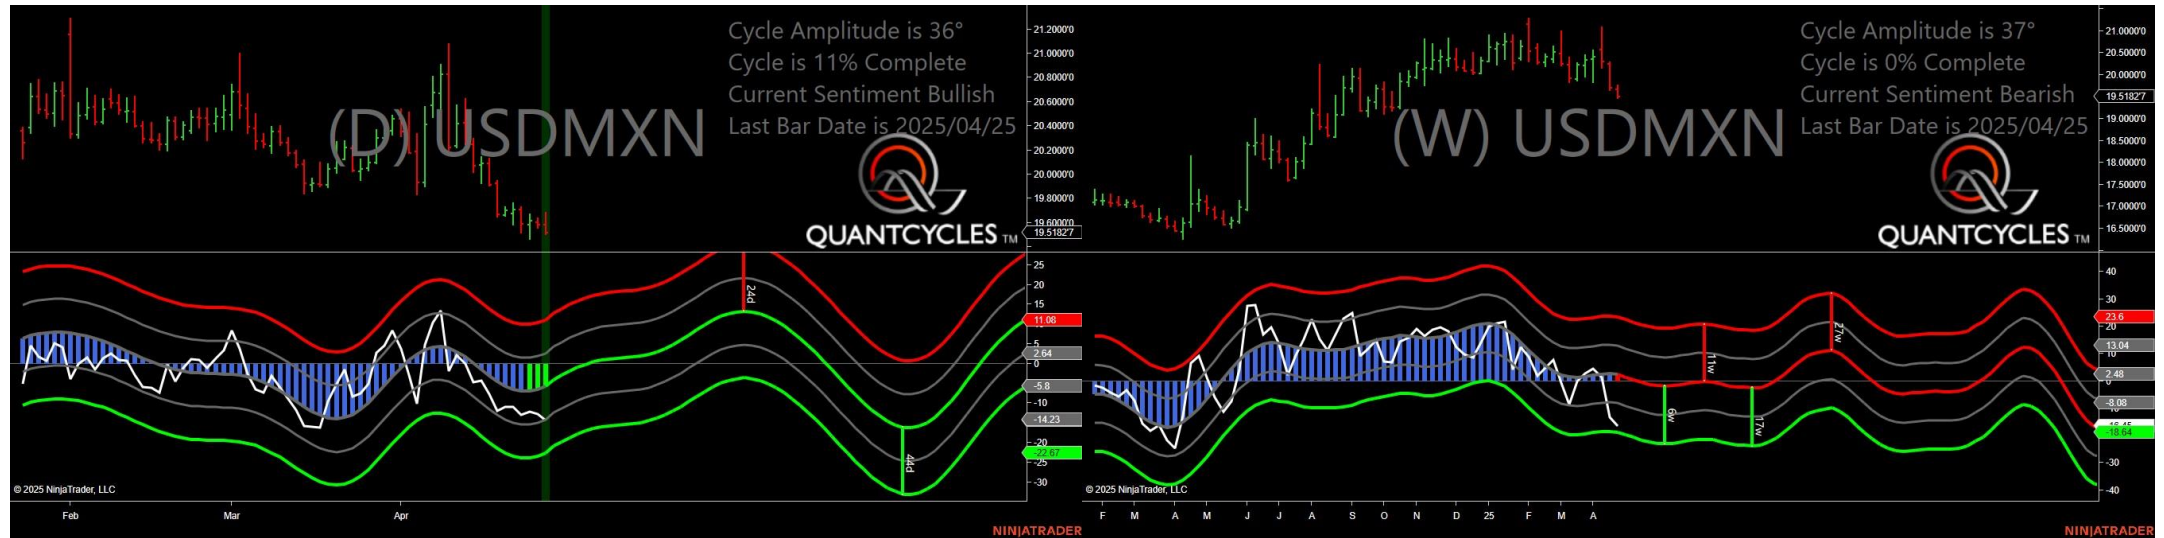 Cycle Amplitude is 36°
Cycle is 11% Complete
Current Sentiment Bullish
Last Bar Date is 2025/04/25
(D) USDMXN
QUANTCYCLES TM
21.2000'0
21.0000'0
20.8000'0
20.6000'0
20.4000'0
20.2000'0
20.0000'0
19.8000'0
19.6000'0
19.5182'7
25
20
15
11.08
5
2.64
0
-5.8
-10
-14.23
-20
-22.67
-25
-30
24d
44d
© 2025 NinjaTrader, LLC
Feb Mar Apr
NINJATRADER
Cycle Amplitude is 37°
Cycle is 0% Complete
Current Sentiment Bearish
Last Bar Date is 2025/04/25
(W) USDMXN
QUANTCYCLES TM
21.0000'0
20.5000'0
20.0000'0
19.5182'7
19.0000'0
18.5000'0
18.0000'0
17.5000'0
17.0000'0
16.5000'0
40
30
23.6
20
13.04
10
2.48
0
-8.08
-18.64
-30
-40
11w
27w
6w
17w
© 2025 NinjaTrader, LLC
F M A M J J A S O N D 25 F M A
NINJATRADER